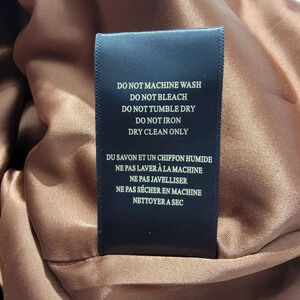 DO NOT MACHINE WASH
DO NOT BLEACH
DO NOT TUMBLE DRY
DO NOT IRON
DRY CLEAN ONLY
DU SAVON ET UN CHIFFON HUMIDE
NE PAS LAVER À LA MACHINE
NE PAS JAVELLISER
NE PAS SÉCHER EN MACHINE
NETTOYER A SEC